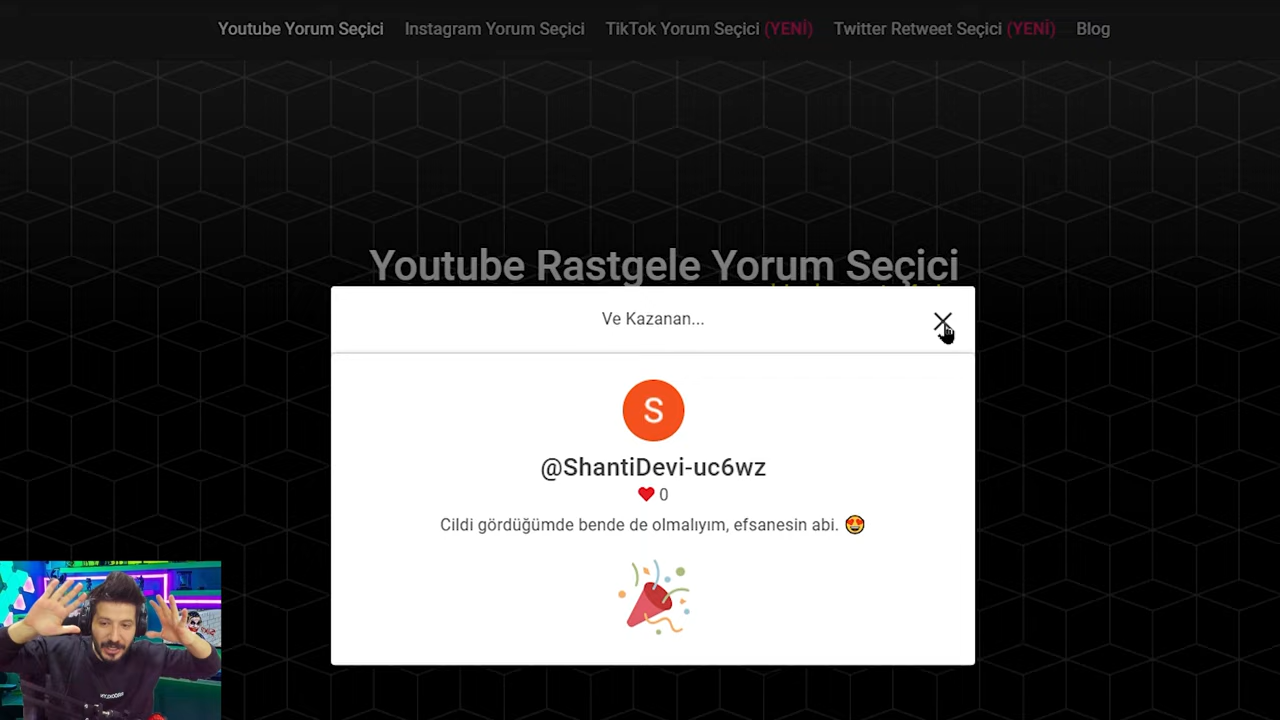 Youtube Yorum Seçici Instagram Yorum Seçici TikTok Yorum Seçici (YENİ) Twitter Retweet Seçici (YENİ) Blog
Youtube Rastgele Yorum Seçici
Ve Kazanan...
S
@ShantiDevi-uc6wz
0
Cildi gördüğümde bende de olmalıyım, efsanesin abi. 😍